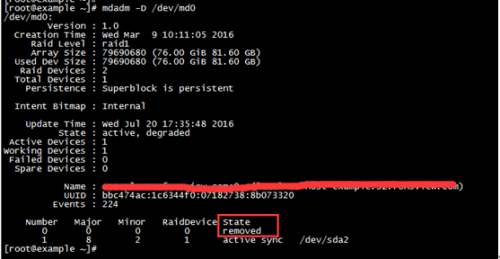 [root@example ~]# mdadm -D /dev/md0
/dev/md0:
Version : 1.0
Creation Time : Wed Mar 9 10:11:05 2016
Raid Level : raid1
Array Size : 79690680 (76.00 GiB 81.60 GB)
Used Dev Size : 79690680 (76.00 GiB 81.60 GB)
Raid Devices : 2
Total Devices : 1
Persistence : Superblock is persistent
Intent Bitmap : Internal
Update Time : Wed Jul 20 17:35:48 2016
State : active, degraded
Active Devices : 1
Working Devices : 1
Failed Devices : 0
Spare Devices : 0
Name :
UUID : bbc474ac:1c6344f0:0/182738:8b073320
Events : 224
Number Major Minor RaidDevice State
0 0 0 0 removed
1 8 2 1 active sync /dev/sda2
[root@example ~]#